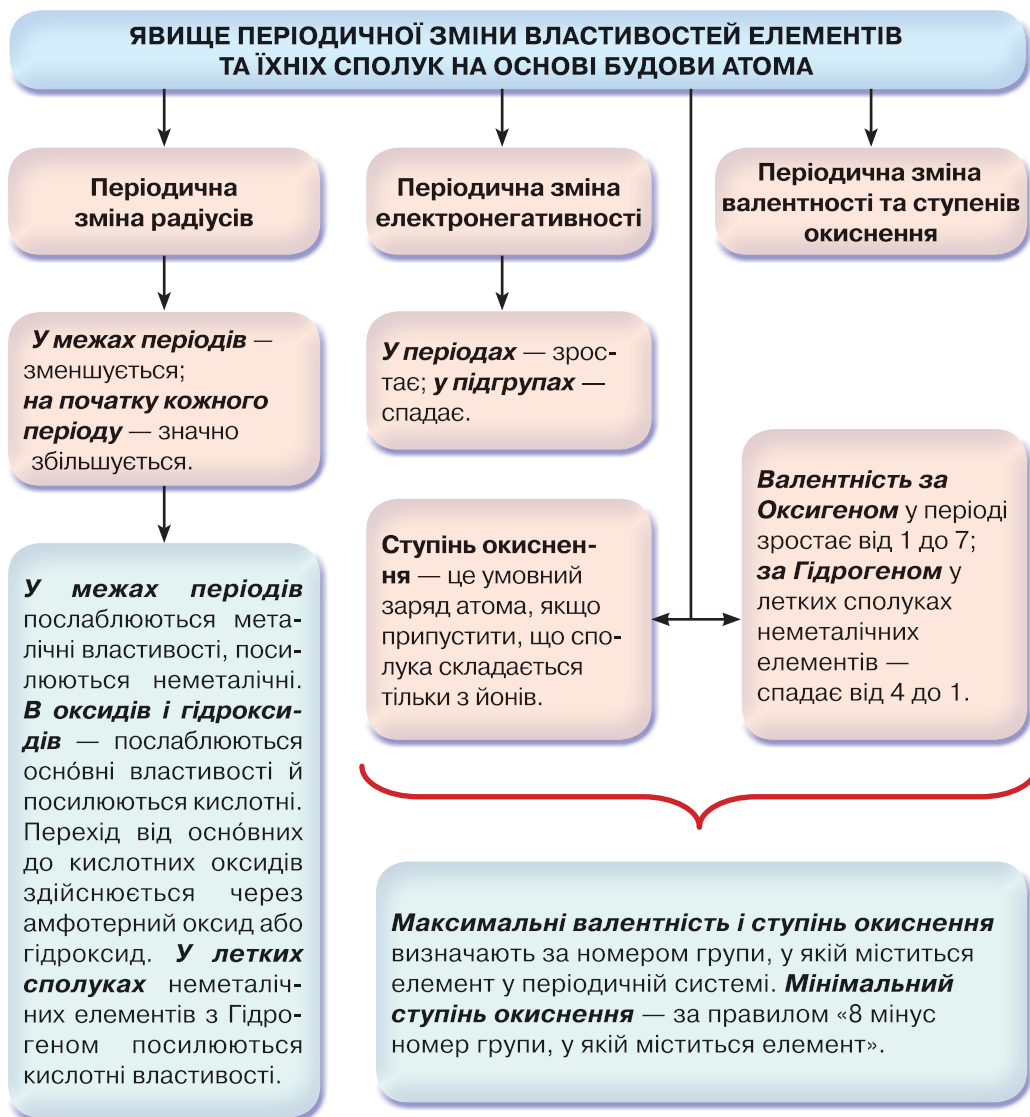 ЯВИЩЕ ПЕРІОДИЧНОЇ ЗМІНИ ВЛАСТИВОСТЕЙ ЕЛЕМЕНТІВ
ТА ЇХНІХ СПОЛУК НА ОСНОВІ БУДОВИ АТОМА
Періодична
зміна радіусів
Періодична зміна
електронегативності
Періодична зміна
валентності та ступенів
окиснення
У межах періодів —
зменшується;
на початку кожного
періоду — значно
збільшується.
У періодах — зрос-
тає; у підгрупах —
спадає.
Ступінь окиснен-
ня — це умовний
заряд атома, якщо
припустити, що спо-
лука складається
тільки з йонів.
Валентність за
Оксигеном у періоді
зростає від 1 до 7;
за Гідрогеном у
летких сполуках
неметалічних
елементів —
спадає від 4 до 1.
У межах періодів
послаблюються мета-
лічні властивості, поси-
люються неметалічні.
В оксидів і гідрокси-
дів — послаблюються
осно́вні властивості й
посилюються кислотні.
Перехід від осно́вних
до кислотних оксидів
здійснюється через
амфотерний оксид або
гідроксид. У летких
сполуках неметаліч-
них елементів з Гідро-
геном посилюються
кислотні властивості.
Максимальні валентність і ступінь окиснення
визначають за номером групи, у якій міститься
елемент у періодичній системі. Мінімальний
ступінь окиснення — за правилом «8 мінус
номер групи, у якій міститься елемент».